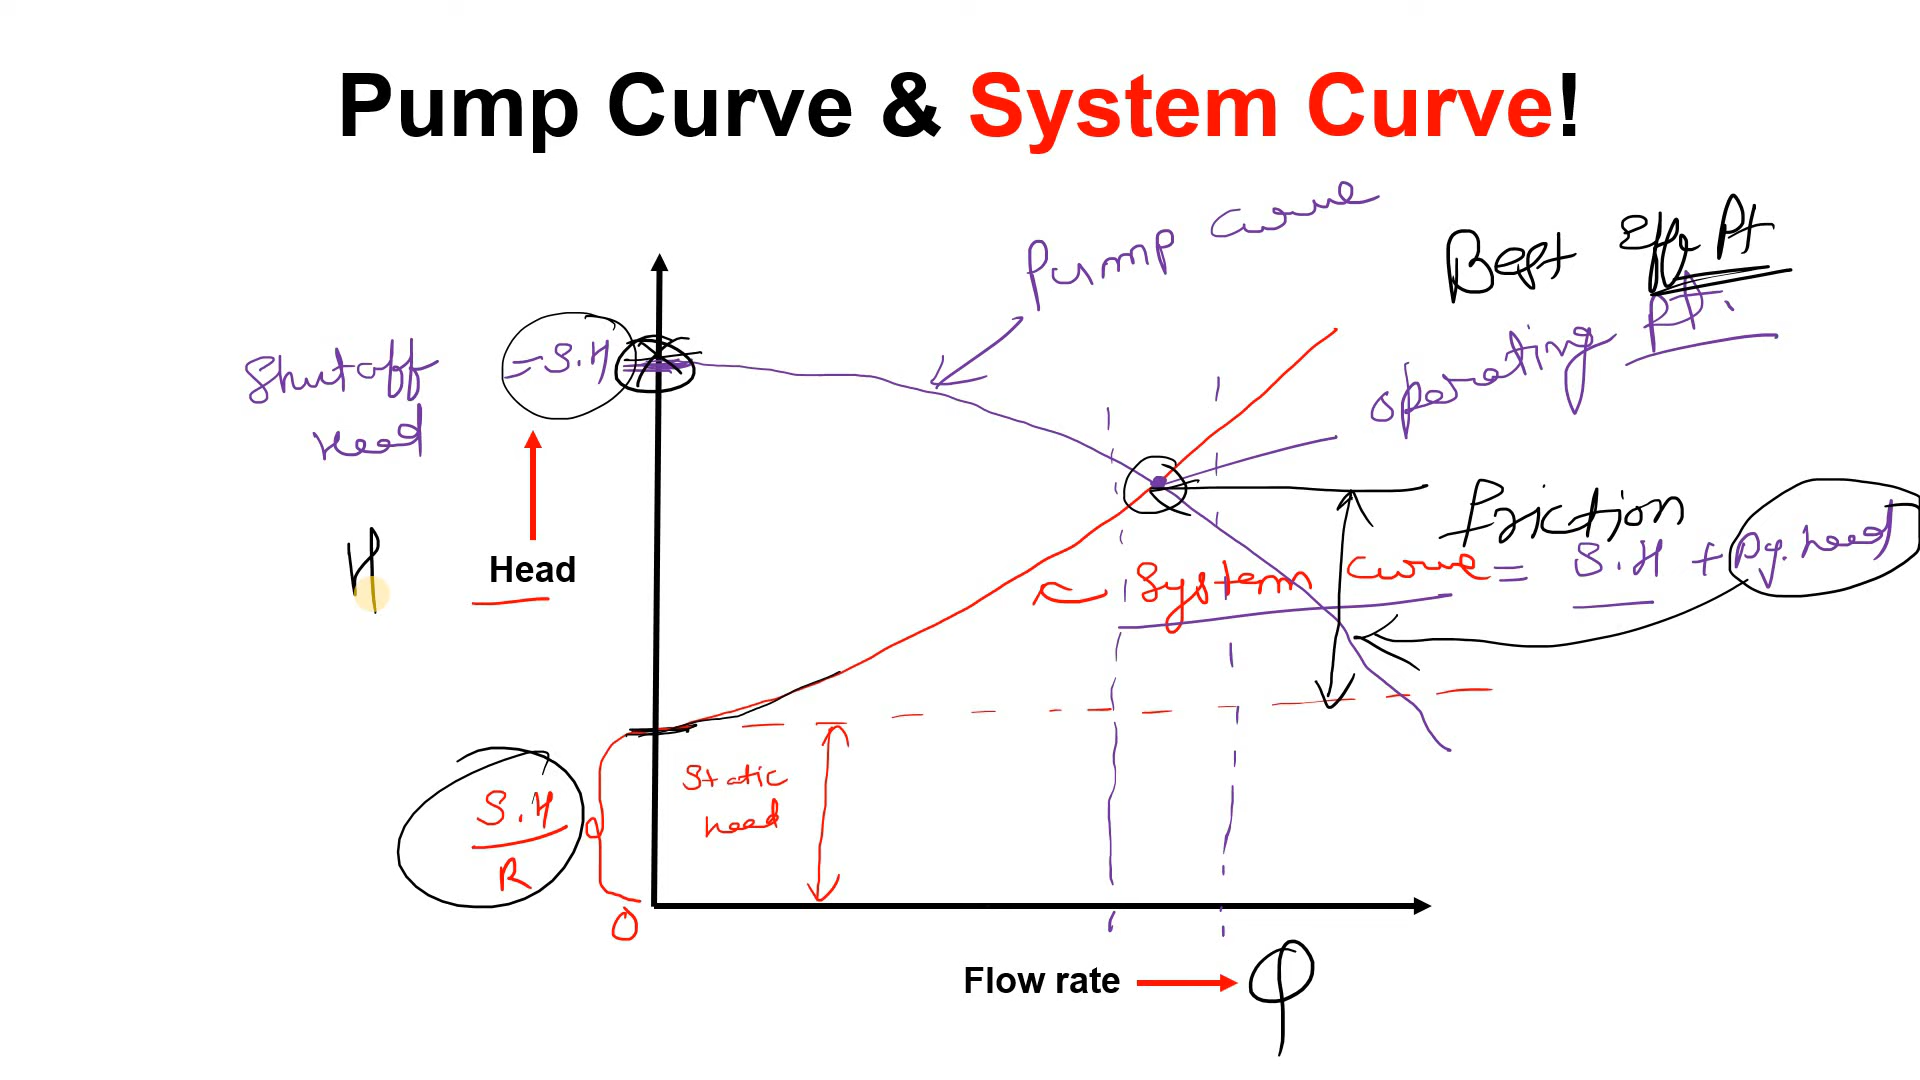 Pump Curve & System Curve!
Pump curve
Best Effy Pt
operating Pt.
Shutoff
Head
= S.H
H
Head
Friction
System curve = S.H + Dy. head
Static
head
S.H
R
O
Flow rate
Q